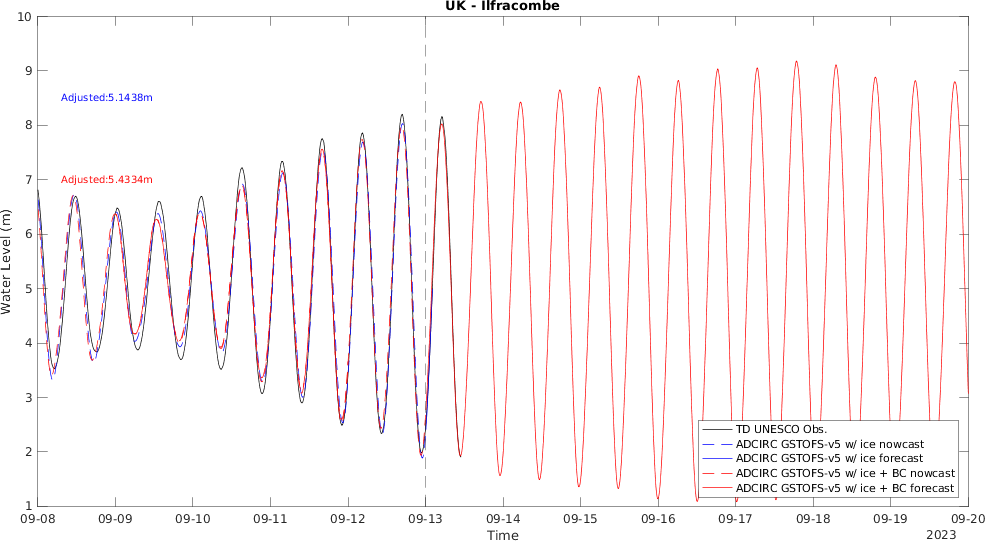 UK - Ilfracombe
10
9
8
7
6
5
4
3
2
1
Water Level (m)
Adjusted:5.1438m
Adjusted:5.4334m
TD UNESCO Obs.
ADCIRC GSTOFS-v5 w/ ice nowcast
ADCIRC GSTOFS-v5 w/ ice forecast
ADCIRC GSTOFS-v5 w/ ice + BC nowcast
ADCIRC GSTOFS-v5 w/ ice + BC forecast
09-08 09-09 09-10 09-11 09-12 09-13 09-14 09-15 09-16 09-17 09-18 09-19 09-20
Time
2023